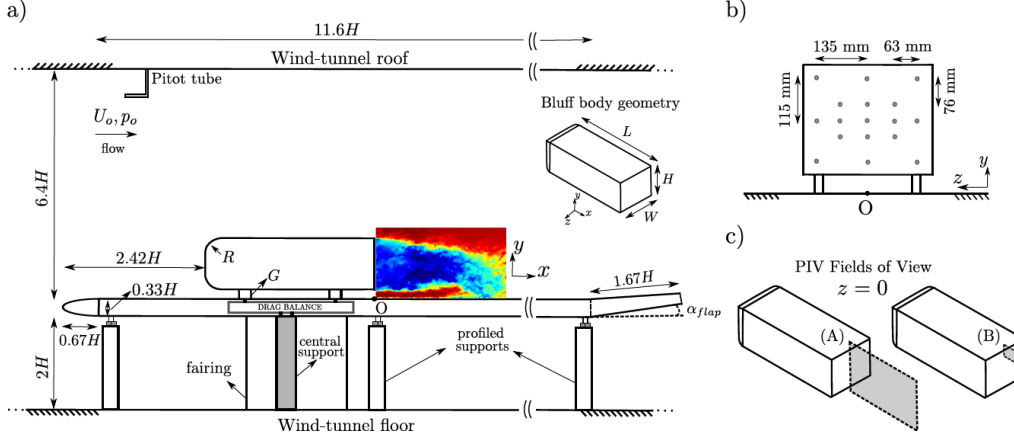 a)
11.6H
Wind-tunnel roof
Pitot tube
U_o, p_o
flow
Bluff body geometry
L
H
W
y
x
z
6.4H
2.42H
R
G
y
x
1.67H
0.33H
DRAG BALANCE
O
α_flap
0.67H
2H
fairing
central
support
profiled
supports
Wind-tunnel floor
b)
135 mm
63 mm
115 mm
76 mm
y
z
O
c)
PIV Fields of View
z = 0
(A)
(B)